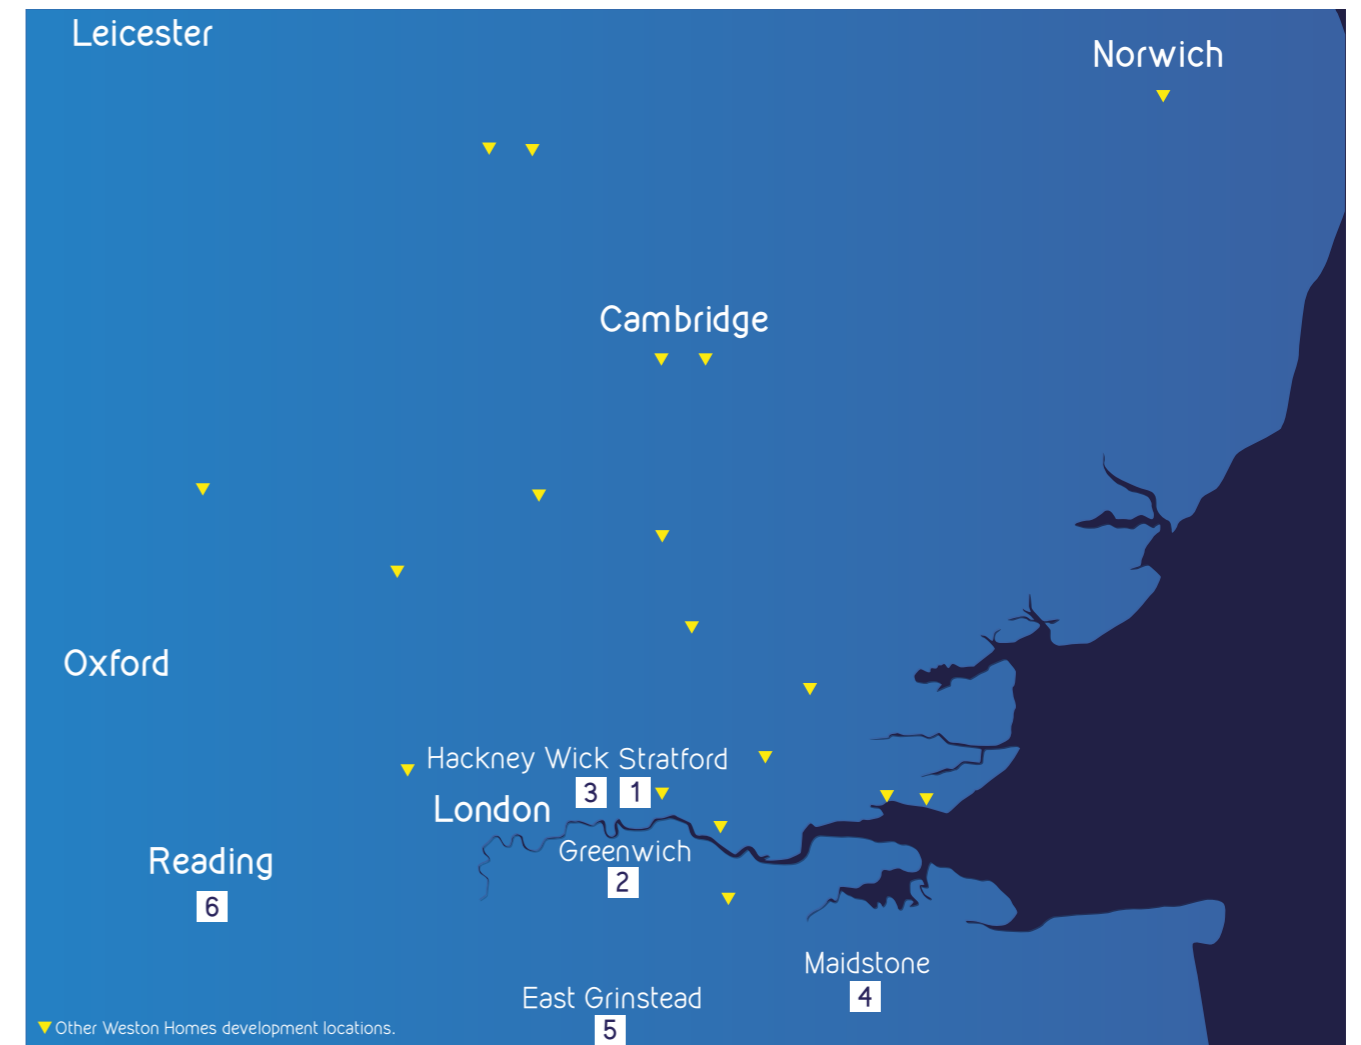 Leicester
Norwich
Cambridge
Oxford
Hackney Wick Stratford
3 1
London
Greenwich
2
Reading
6
Maidstone
4
East Grinstead
5
Other Weston Homes development locations.